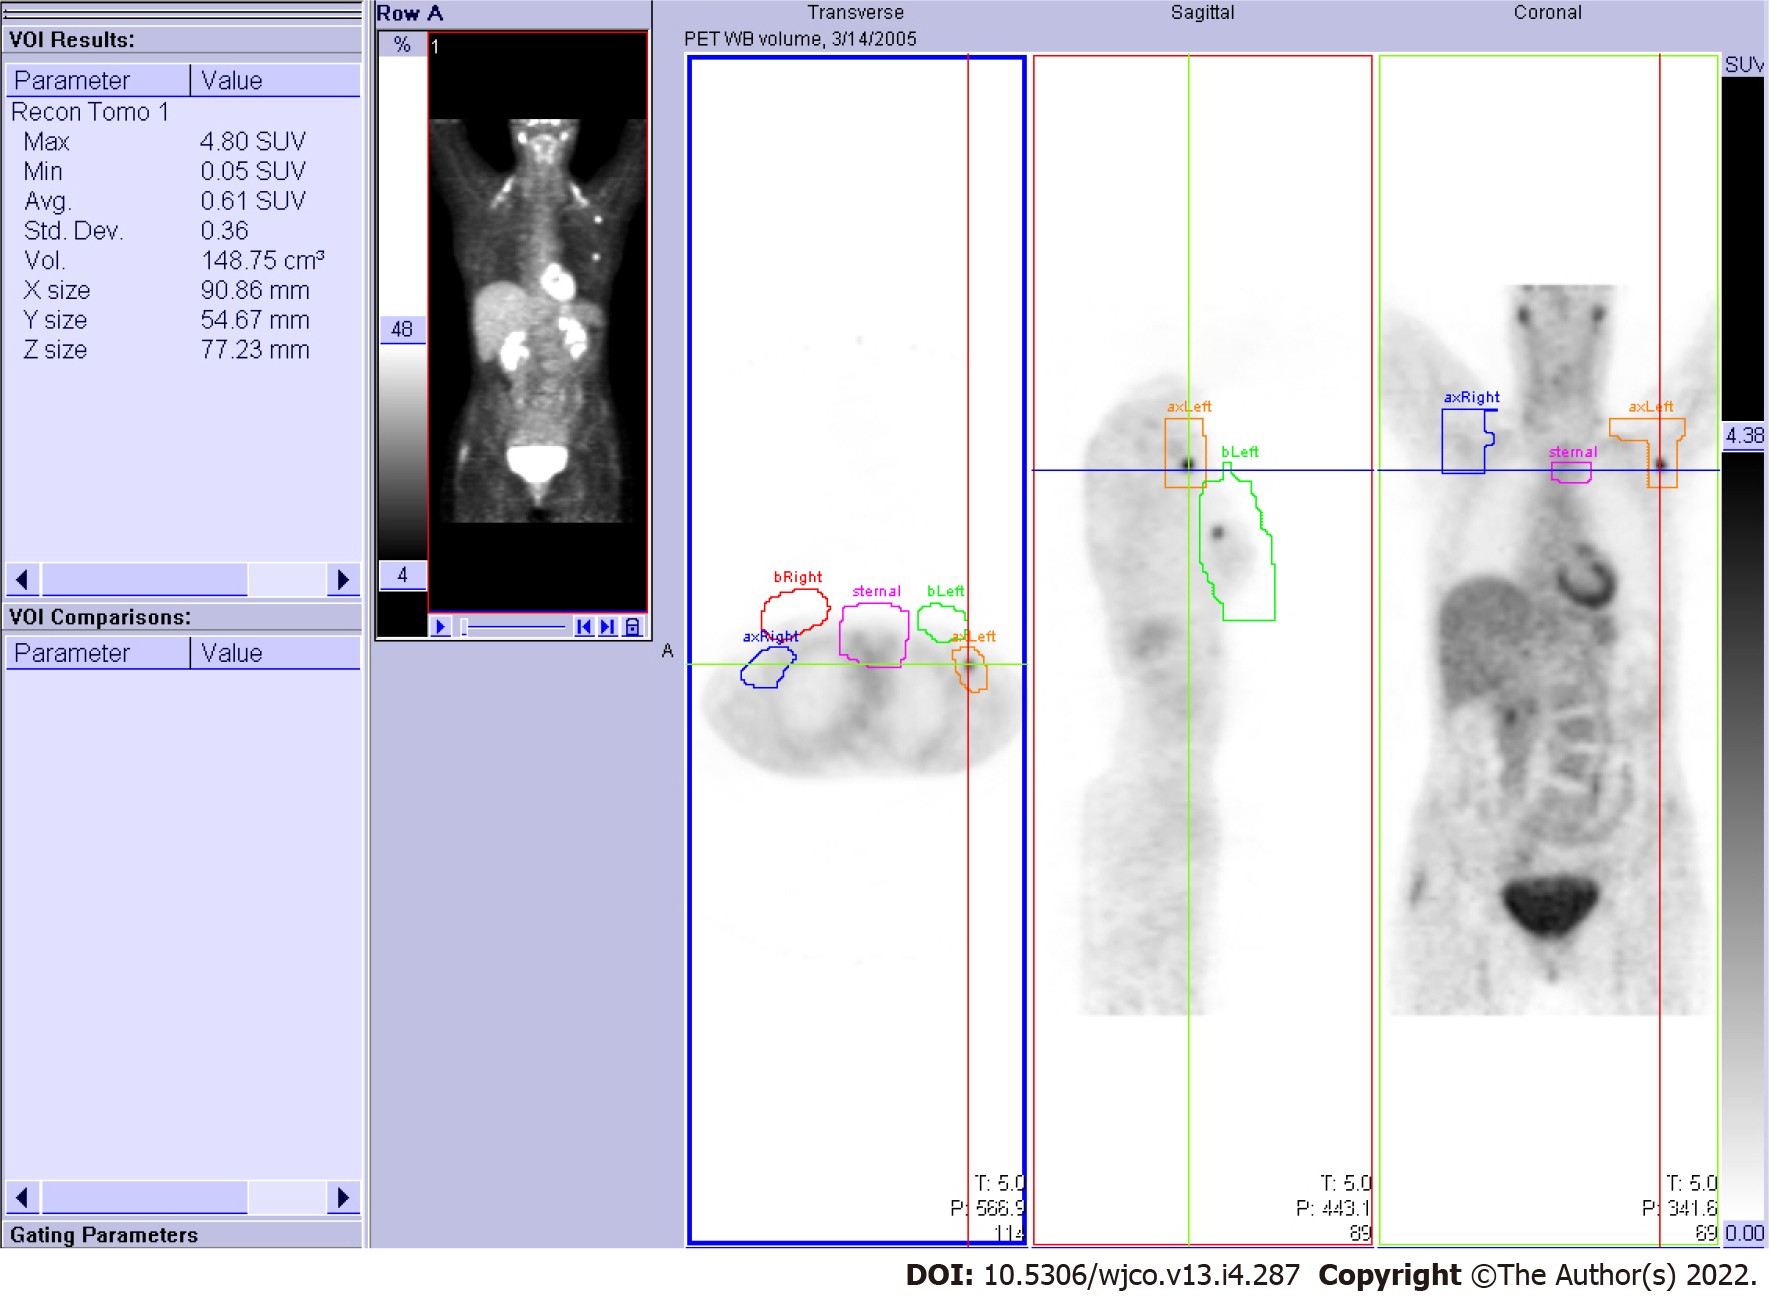 VOI Results:
Parameter Value
Recon Tomo 1
Max 4.80 SUV
Min 0.05 SUV
Avg. 0.61 SUV
Std. Dev. 0.36
Vol. 148.75 cm³
X size 90.86 mm
Y size 54.67 mm
Z size 77.23 mm
VOI Comparisons:
Parameter Value
Gating Parameters
Row A
%
1
48
4
Transverse Sagittal Coronal
PET WB volume, 3/14/2005
SUV
4.38
0.00
A
bRight
sternal
bLeft
axRight
axLeft
T: 5.0
P: 566.9
114
axLeft
bLeft
T: 5.0
P: 443.1
89
axRight
axLeft
sternal
T: 5.0
P: 341.6
69
DOI: 10.5306/wjco.v13.i4.287 Copyright ©The Author(s) 2022.